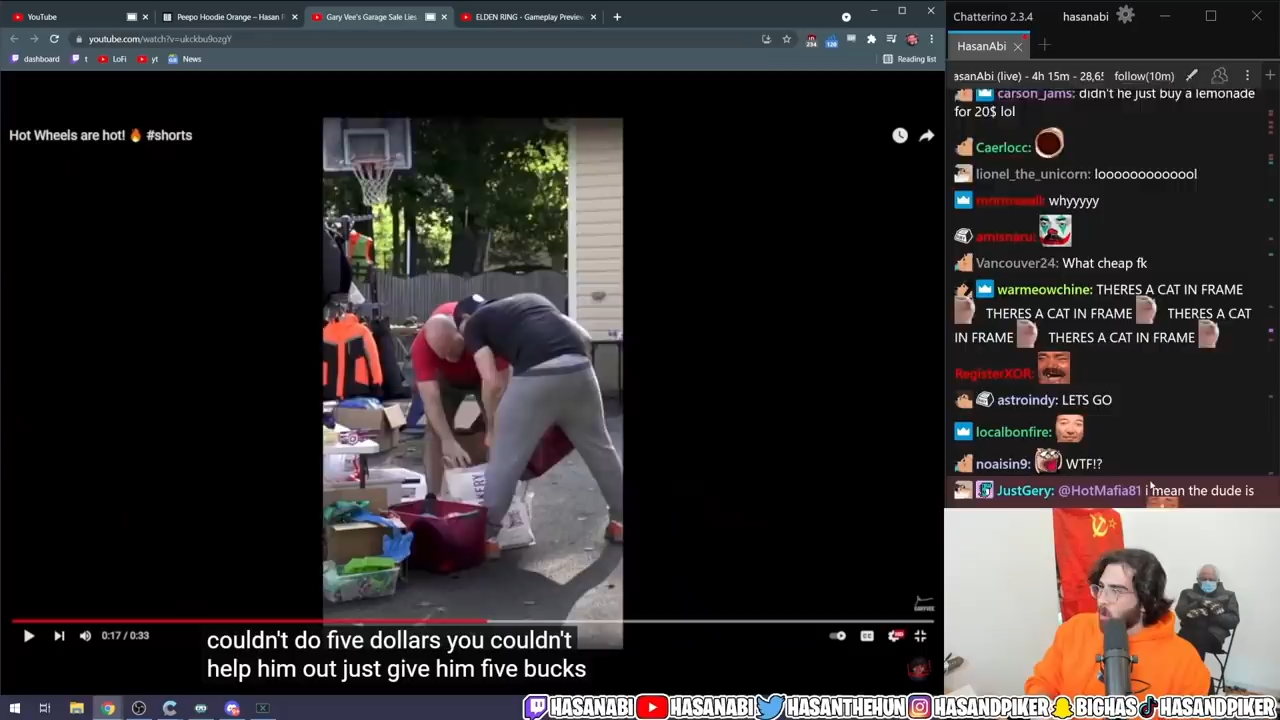 YouTube
Peepo Hoodie Orange – Hasan
Gary Vee's Garage Sale Lies
ELDEN RING - Gameplay Preview
youtube.com/watch?v=ukckbu9ozgY
234
128
dashboard
t
LoFi
yt
News
Reading list
Hot Wheels are hot! 🔥 #shorts
0:17 / 0:33
GARYVEE
couldn't do five dollars you couldn't
help him out just give him five bucks
Chatterino 2.3.4
hasanabi
HasanAbi
asanAbi (live) - 4h 15m - 28,6
follow(10m)
carson_jams: didn't he just buy a lemonade
for 20$ lol
Caerlocc:
lionel_the_unicorn: looooooooooool
whyyyyy
amisnaru:
Vancouver24: What cheap fk
warmeowchine: THERES A CAT IN FRAME
THERES A CAT IN FRAME THERES A CAT
IN FRAME THERES A CAT IN FRAME
RegisterXOR:
astroindy: LETS GO
localbonfire:
noaisin9: WTF!?
JustGery: @HotMafia81 i mean the dude is
HASANABI HASANABI HASANTHEHUN HASANDPIKER BIGHAS HASANDPIKER